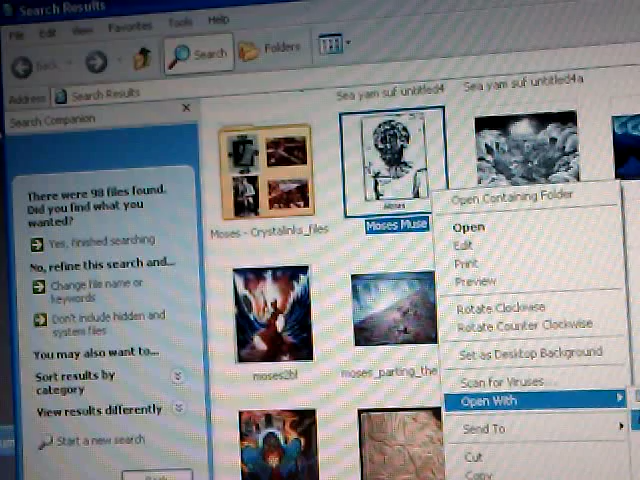 Search Results
File Edit View Favorites Tools Help
Back Search Folders
Address Search Results
Search Companion
There were 98 files found.
Did you find what you
wanted?
Yes, finished searching
No, refine this search and...
Change file name or
keywords
Don't include hidden and
system files
You may also want to...
Sort results by
category
View results differently
Start a new search
Back
Sea yam suf untitled4
Sea yam suf untitled4a
Moses - Crystalinks_files
Moses
Moses Muse
moses2bl
moses_parting_the
Open Containing Folder
Open
Edit
Print
Preview
Rotate Clockwise
Rotate Counter Clockwise
Set as Desktop Background
Scan for Viruses...
Open With
Send To
Cut
Copy